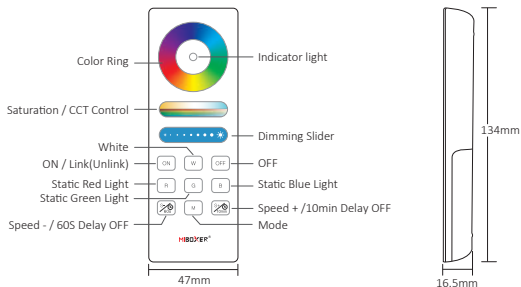 Color Ring
Indicator light
Saturation / CCT Control
Dimming Slider
134mm
White
ON / Link(Unlink)
ON
W
OFF
OFF
Static Red Light
R
G
B
Static Blue Light
Static Green Light
Speed - / 60S Delay OFF
M
Speed + /10min Delay OFF
Mode
MIBOXER®
47mm
16.5mm